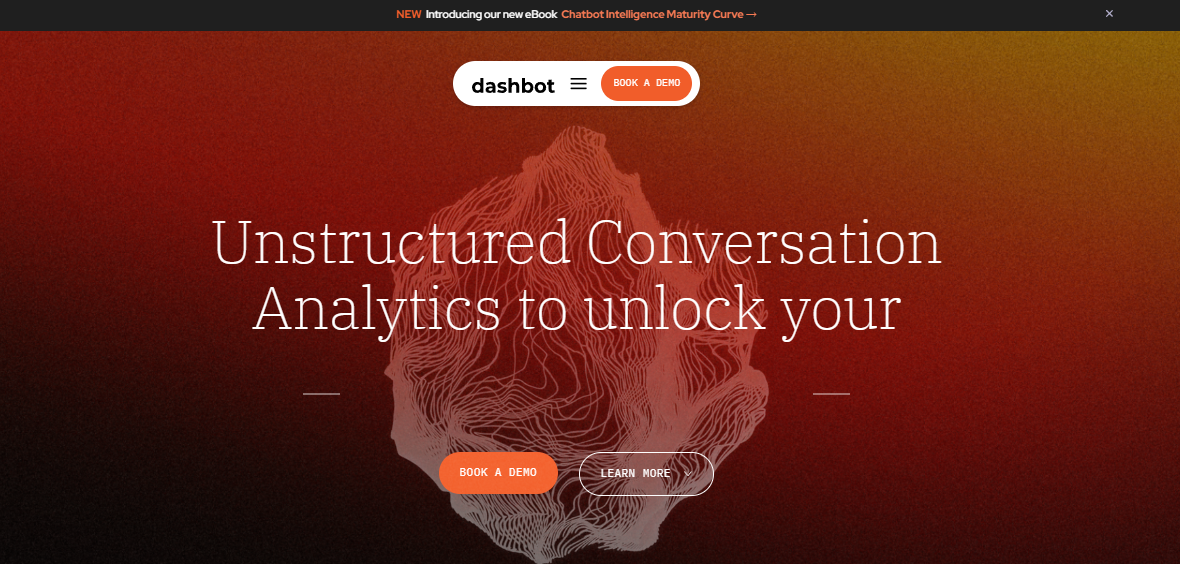 NEW Introducing our new eBook Chatbot Intelligence Maturity Curve →
dashbot BOOK A DEMO
Unstructured Conversation
Analytics to unlock your
BOOK A DEMO LEARN MORE